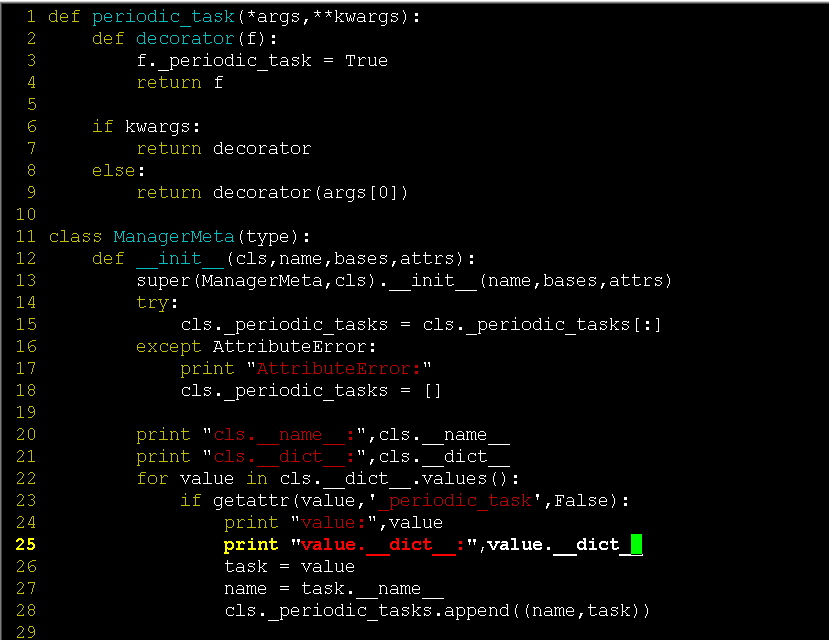 1 def periodic_task(*args,**kwargs):
2     def decorator(f):
3         f._periodic_task = True
4         return f
5
6     if kwargs:
7         return decorator
8     else:
9         return decorator(args[0])
10
11 class ManagerMeta(type):
12     def __init__(cls,name,bases,attrs):
13         super(ManagerMeta,cls).__init__(name,bases,attrs)
14         try:
15             cls._periodic_tasks = cls._periodic_tasks[:]
16         except AttributeError:
17             print "AttributeError:"
18             cls._periodic_tasks = []
19
20         print "cls.__name__:",cls.__name__
21         print "cls.__dict__:",cls.__dict__
22         for value in cls.__dict__.values():
23             if getattr(value,'_periodic_task',False):
24                 print "value:",value
25                 print "value.__dict__:",value.__dict__
26                 task = value
27                 name = task.__name__
28                 cls._periodic_tasks.append((name,task))
29